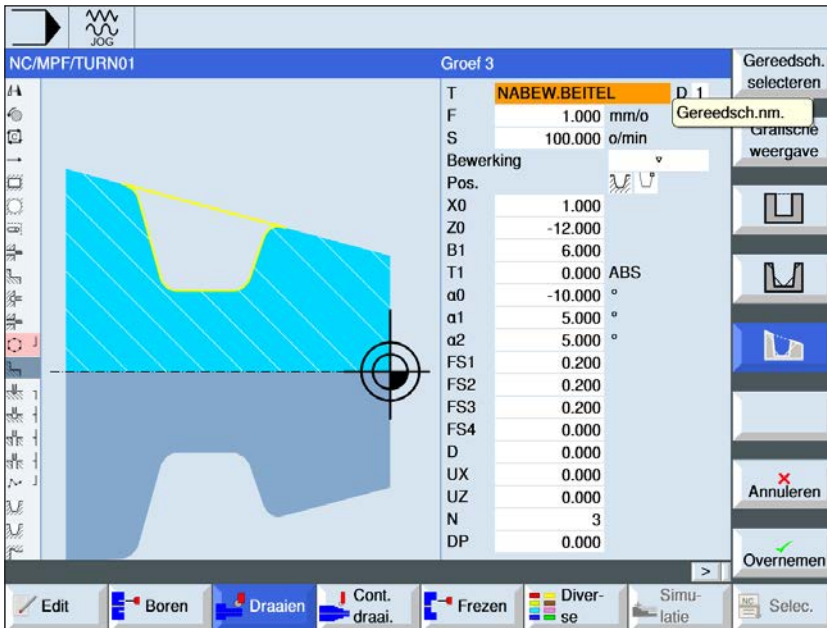 JOG
NC/MPF/TURN01
Groef 3
T NABEW.BEITEL D 1
Gereedsch.nm.
F 1.000 mm/o
S 100.000 o/min
Bewerking
Pos.
X0 1.000
Z0 -12.000
B1 6.000
T1 0.000 ABS
α0 -10.000 °
α1 5.000 °
α2 5.000 °
FS1 0.200
FS2 0.200
FS3 0.200
FS4 0.000
D 0.000
UX 0.000
UZ 0.000
N 3
DP 0.000
Gereedsch.
selecteren
Grafische
weergave
Annuleren
Overnemen
>
Edit
Boren
Draaien
Cont.
draai.
Frezen
Diver-
se
Simu-
latie
NC
Selec.